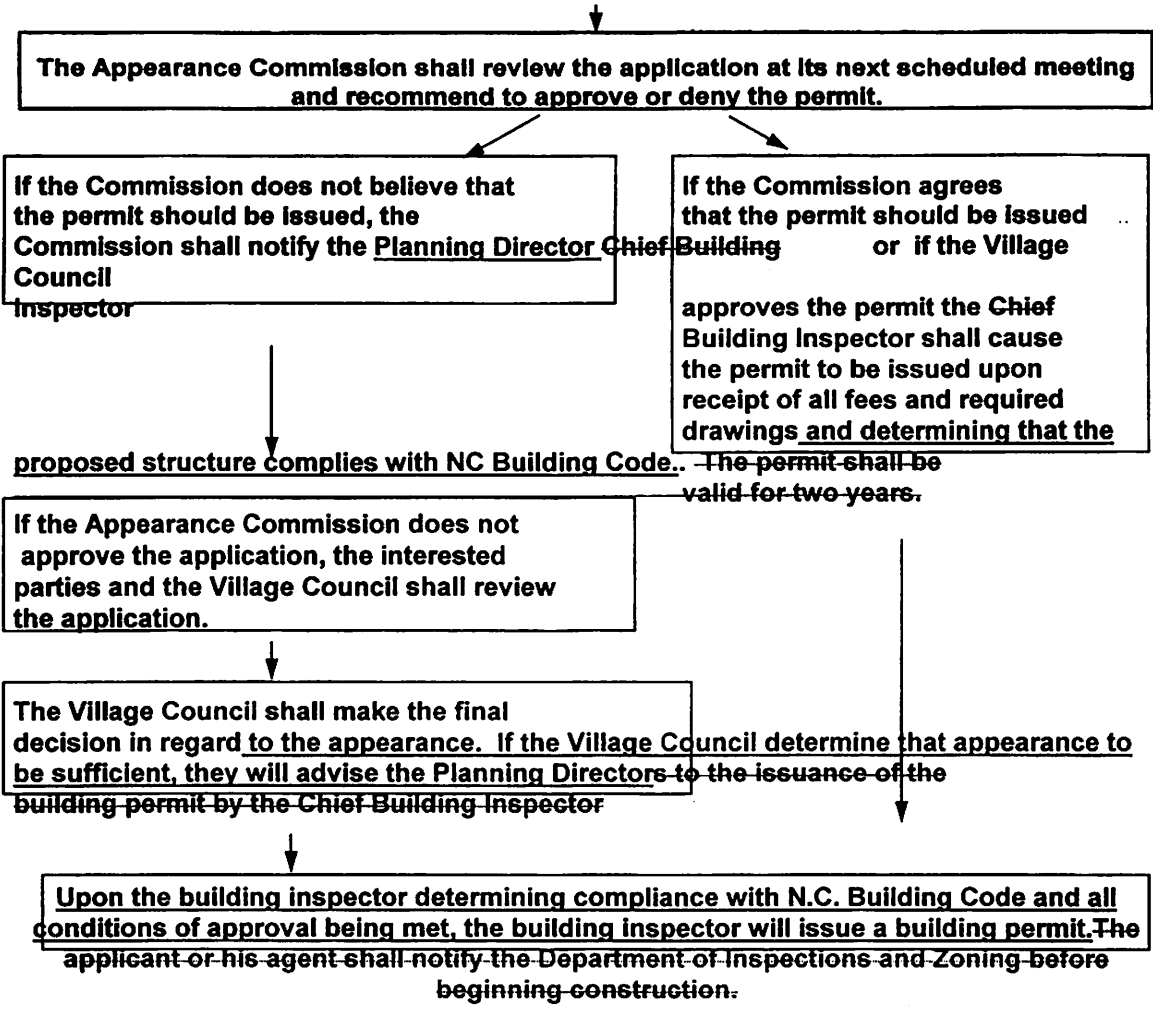 The Appearance Commission shall review the application at its next scheduled meeting
and recommend to approve or deny the permit.
If the Commission does not believe that
the permit should be issued, the
Commission shall notify the Planning Director Chief Building
Council
Inspector
If the Commission agrees
that the permit should be issued
or if the Village
approves the permit the Chief
Building Inspector shall cause
the permit to be issued upon
receipt of all fees and required
drawings and determining that the
proposed structure complies with NC Building Code.. The permit shall be
valid for two years.
If the Appearance Commission does not
approve the application, the interested
parties and the Village Council shall review
the application.
The Village Council shall make the final
decision in regard to the appearance. If the Village Council determine that appearance to
be sufficient, they will advise the Planning Directors to the issuance of the
building permit by the Chief Building Inspector
Upon the building inspector determining compliance with N.C. Building Code and all
conditions of approval being met, the building inspector will issue a building permit.The
applicant or his agent shall notify the Department of Inspections and Zoning before
beginning construction.